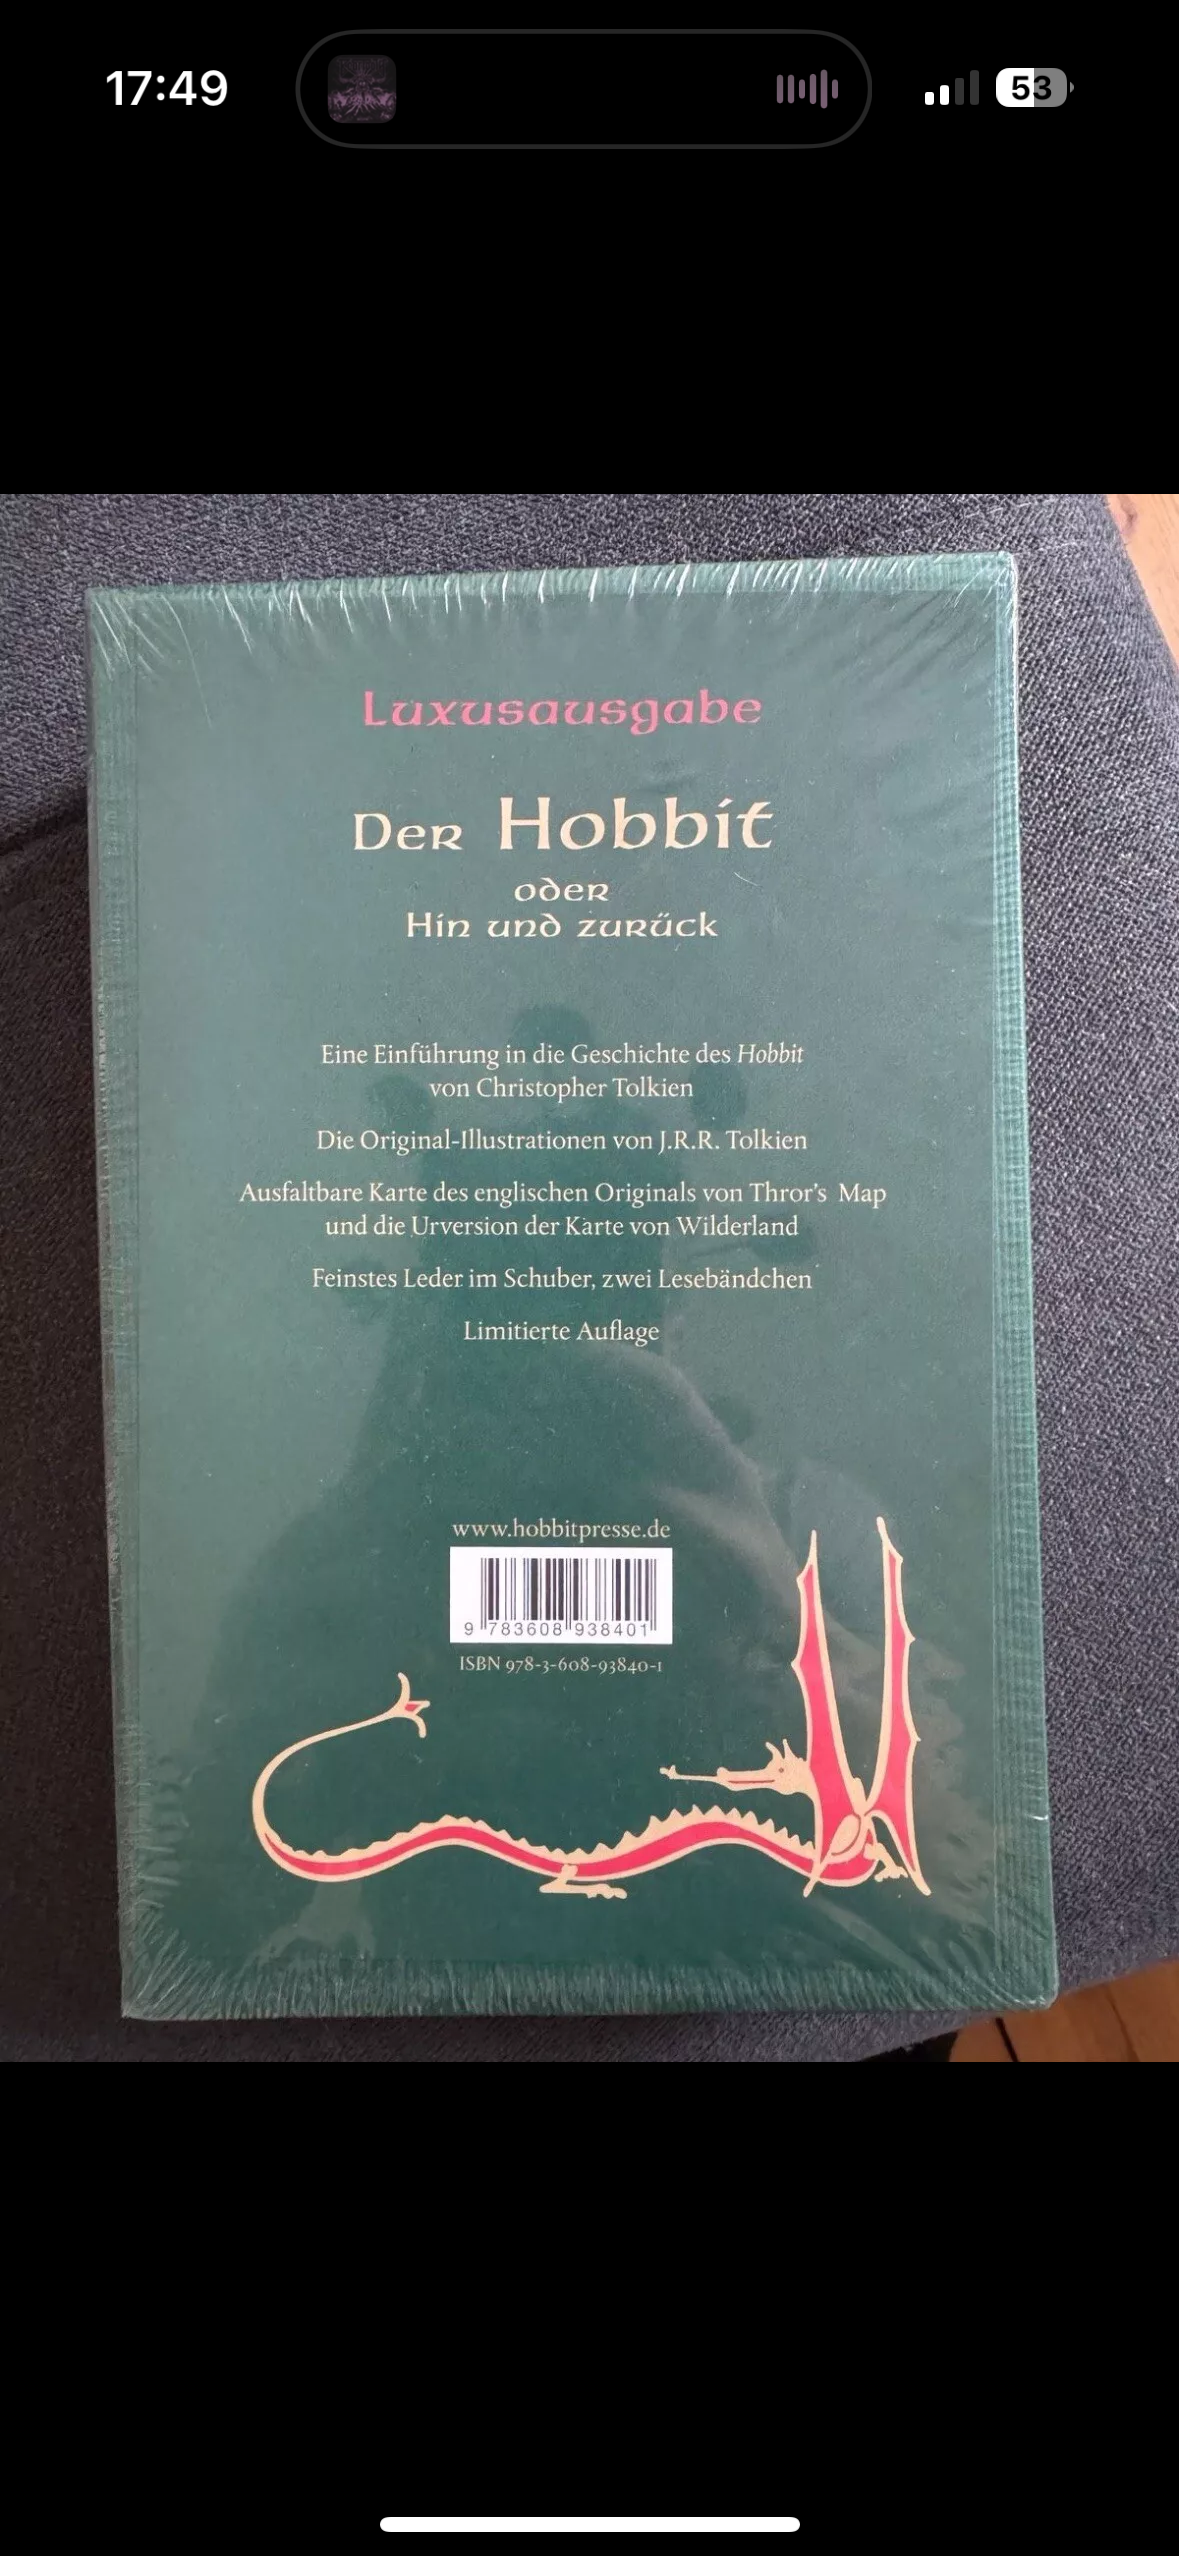 17:49
53
Luxusausgabe
Der Hobbit
oder
Hin und zurück
Eine Einführung in die Geschichte des Hobbit
von Christopher Tolkien
Die Original-Illustrationen von J.R.R. Tolkien
Ausfaltbare Karte des englischen Originals von Thror's Map
und die Urversion der Karte von Wilderland
Feinstes Leder im Schuber, zwei Lesebändchen
Limitierte Auflage
www.hobbitpresse.de
9 783608 938401
ISBN 978-3-608-93840-1